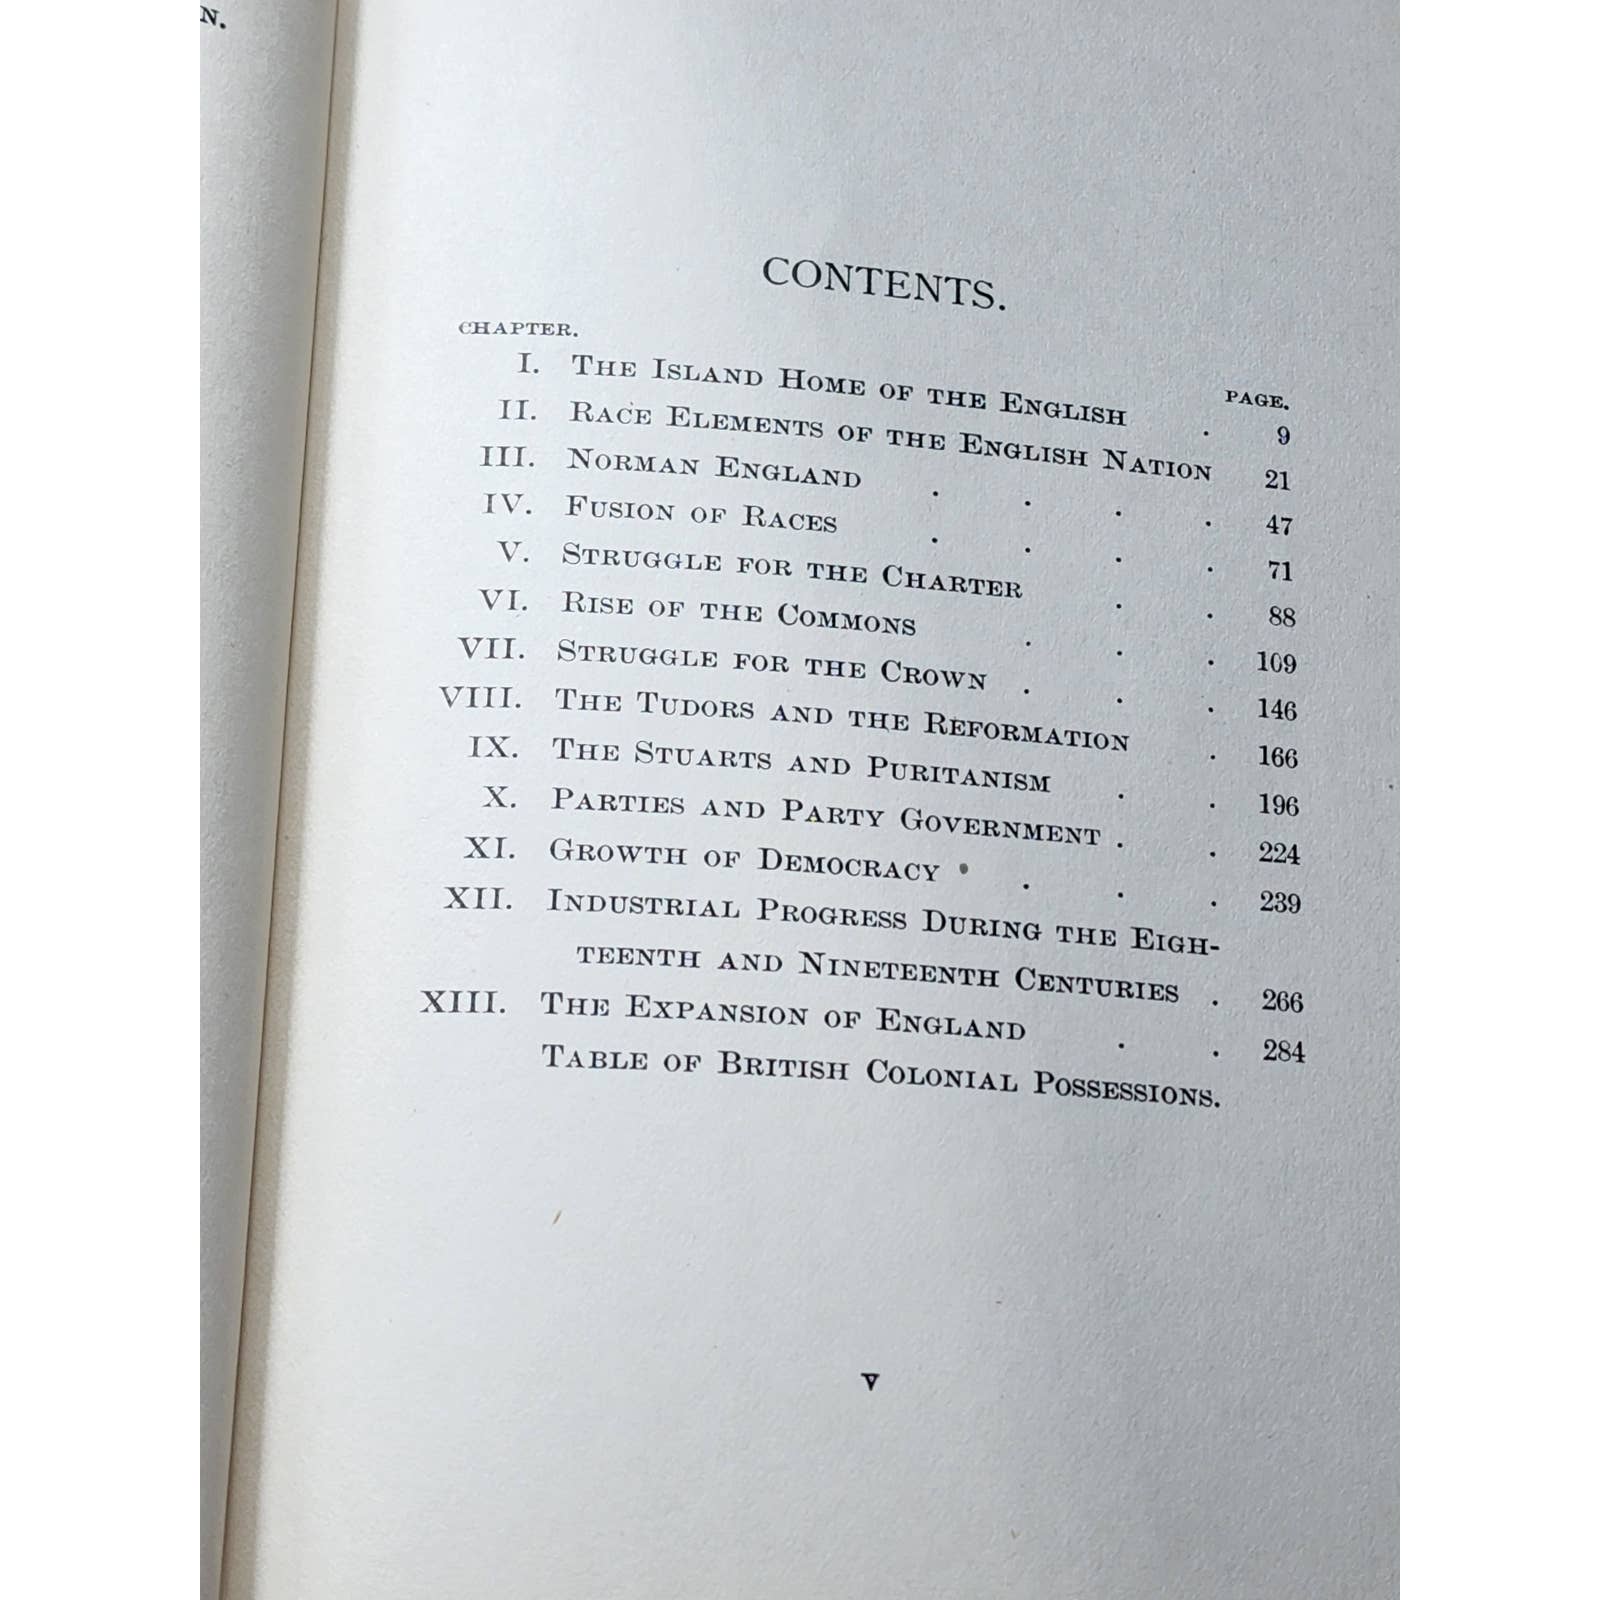 N.
CONTENTS.
CHAPTER. PAGE.
I. THE ISLAND HOME OF THE ENGLISH . 9
II. RACE ELEMENTS OF THE ENGLISH NATION 21
III. NORMAN ENGLAND . . . . 47
IV. FUSION OF RACES . . . . 71
V. STRUGGLE FOR THE CHARTER . . 88
VI. RISE OF THE COMMONS . . . 109
VII. STRUGGLE FOR THE CROWN . . . 146
VIII. THE TUDORS AND THE REFORMATION . 166
IX. THE STUARTS AND PURITANISM . . 196
X. PARTIES AND PARTY GOVERNMENT . . 224
XI. GROWTH OF DEMOCRACY . . . . 239
XII. INDUSTRIAL PROGRESS DURING THE EIGH-
TEENTH AND NINETEENTH CENTURIES . 266
XIII. THE EXPANSION OF ENGLAND . . 284
TABLE OF BRITISH COLONIAL POSSESSIONS.
V